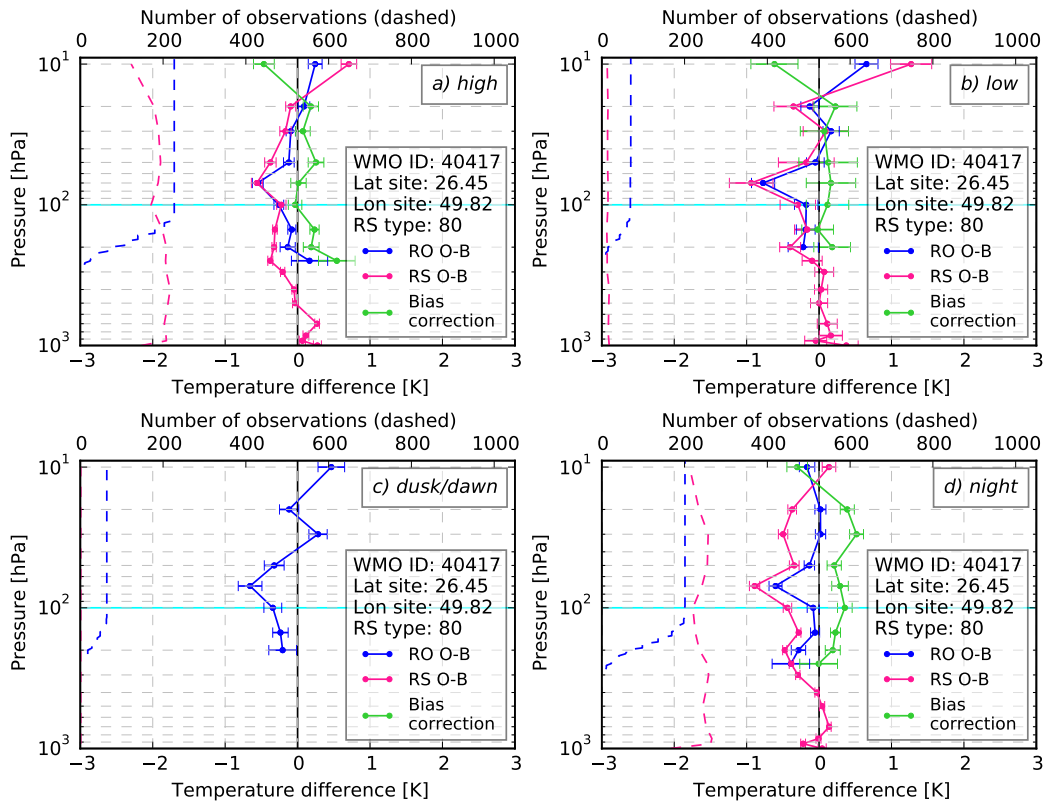 Number of observations (dashed)
0 200 400 600 800 1000
Number of observations (dashed)
0 200 400 600 800 1000
10¹
10²
10³
Pressure [hPa]
a) high
WMO ID: 40417
Lat site: 26.45
Lon site: 49.82
RS type: 80
RO O-B
RS O-B
Bias
correction
−3 −2 −1 0 1 2 3
Temperature difference [K]
10¹
10²
10³
Pressure [hPa]
b) low
WMO ID: 40417
Lat site: 26.45
Lon site: 49.82
RS type: 80
RO O-B
RS O-B
Bias
correction
−3 −2 −1 0 1 2 3
Temperature difference [K]
Number of observations (dashed)
0 200 400 600 800 1000
Number of observations (dashed)
0 200 400 600 800 1000
10¹
10²
10³
Pressure [hPa]
c) dusk/dawn
WMO ID: 40417
Lat site: 26.45
Lon site: 49.82
RS type: 80
RO O-B
RS O-B
Bias
correction
−3 −2 −1 0 1 2 3
Temperature difference [K]
10¹
10²
10³
Pressure [hPa]
d) night
WMO ID: 40417
Lat site: 26.45
Lon site: 49.82
RS type: 80
RO O-B
RS O-B
Bias
correction
−3 −2 −1 0 1 2 3
Temperature difference [K]